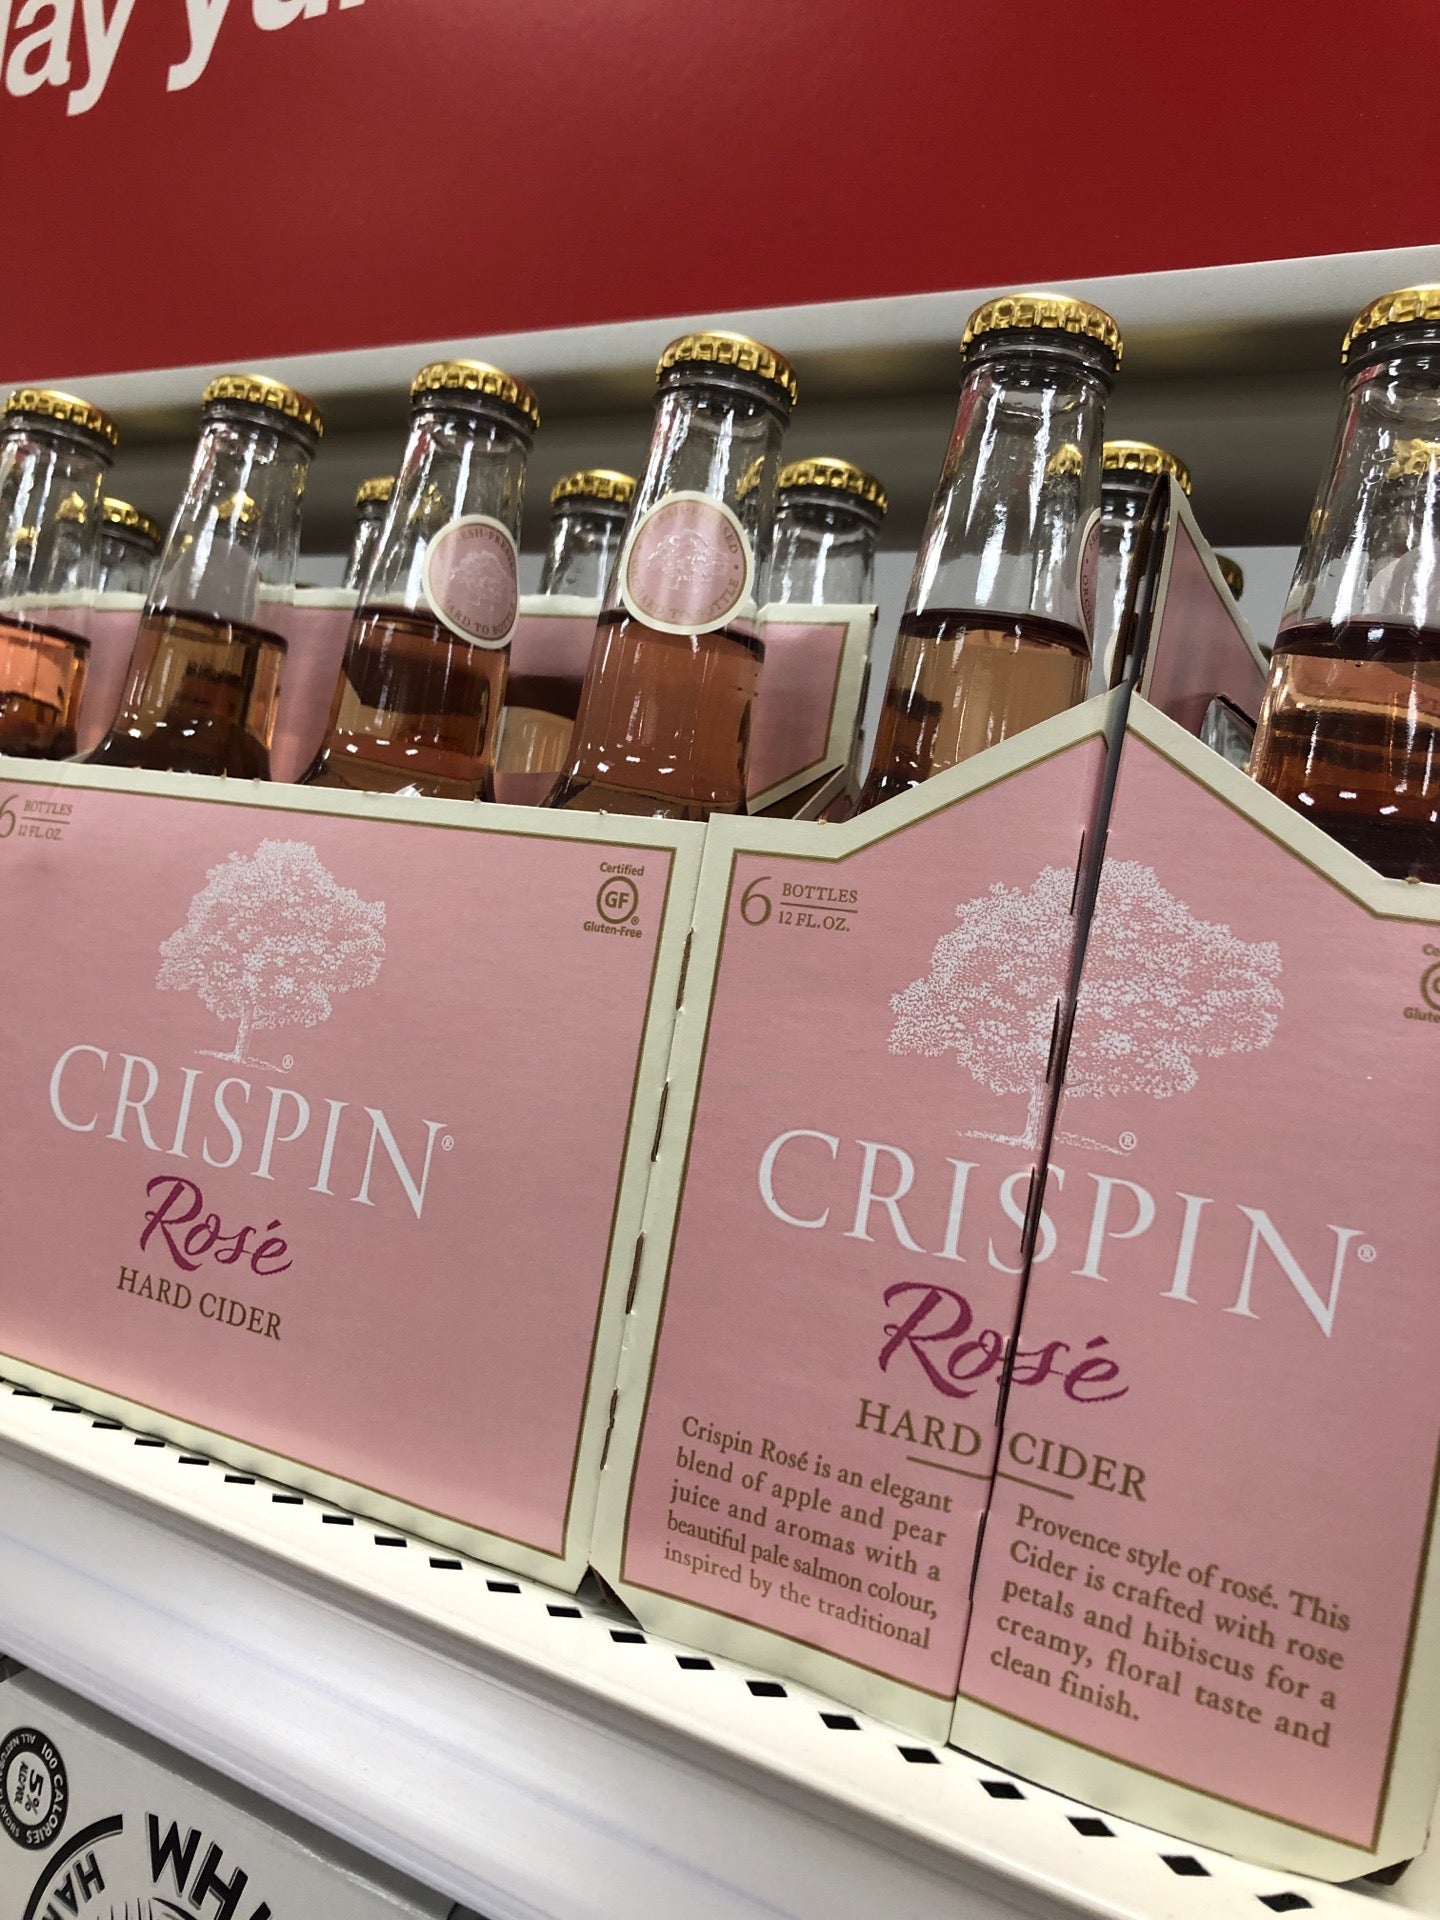 6 BOTTLES
12 FL. OZ.
Certified
GF
Gluten-Free
CRISPIN®
Rosé
HARD CIDER
6 BOTTLES
12 FL. OZ.
CRISPIN®
Rosé
HARD CIDER
Crispin Rosé is an elegant
blend of apple and pear
juice and aromas with a
beautiful pale salmon colour,
inspired by the traditional
Provence style of rosé. This
Cider is crafted with rose
petals and hibiscus for a
creamy, floral taste and
clean finish.
100 CALORIES
5%
ALC/VOL